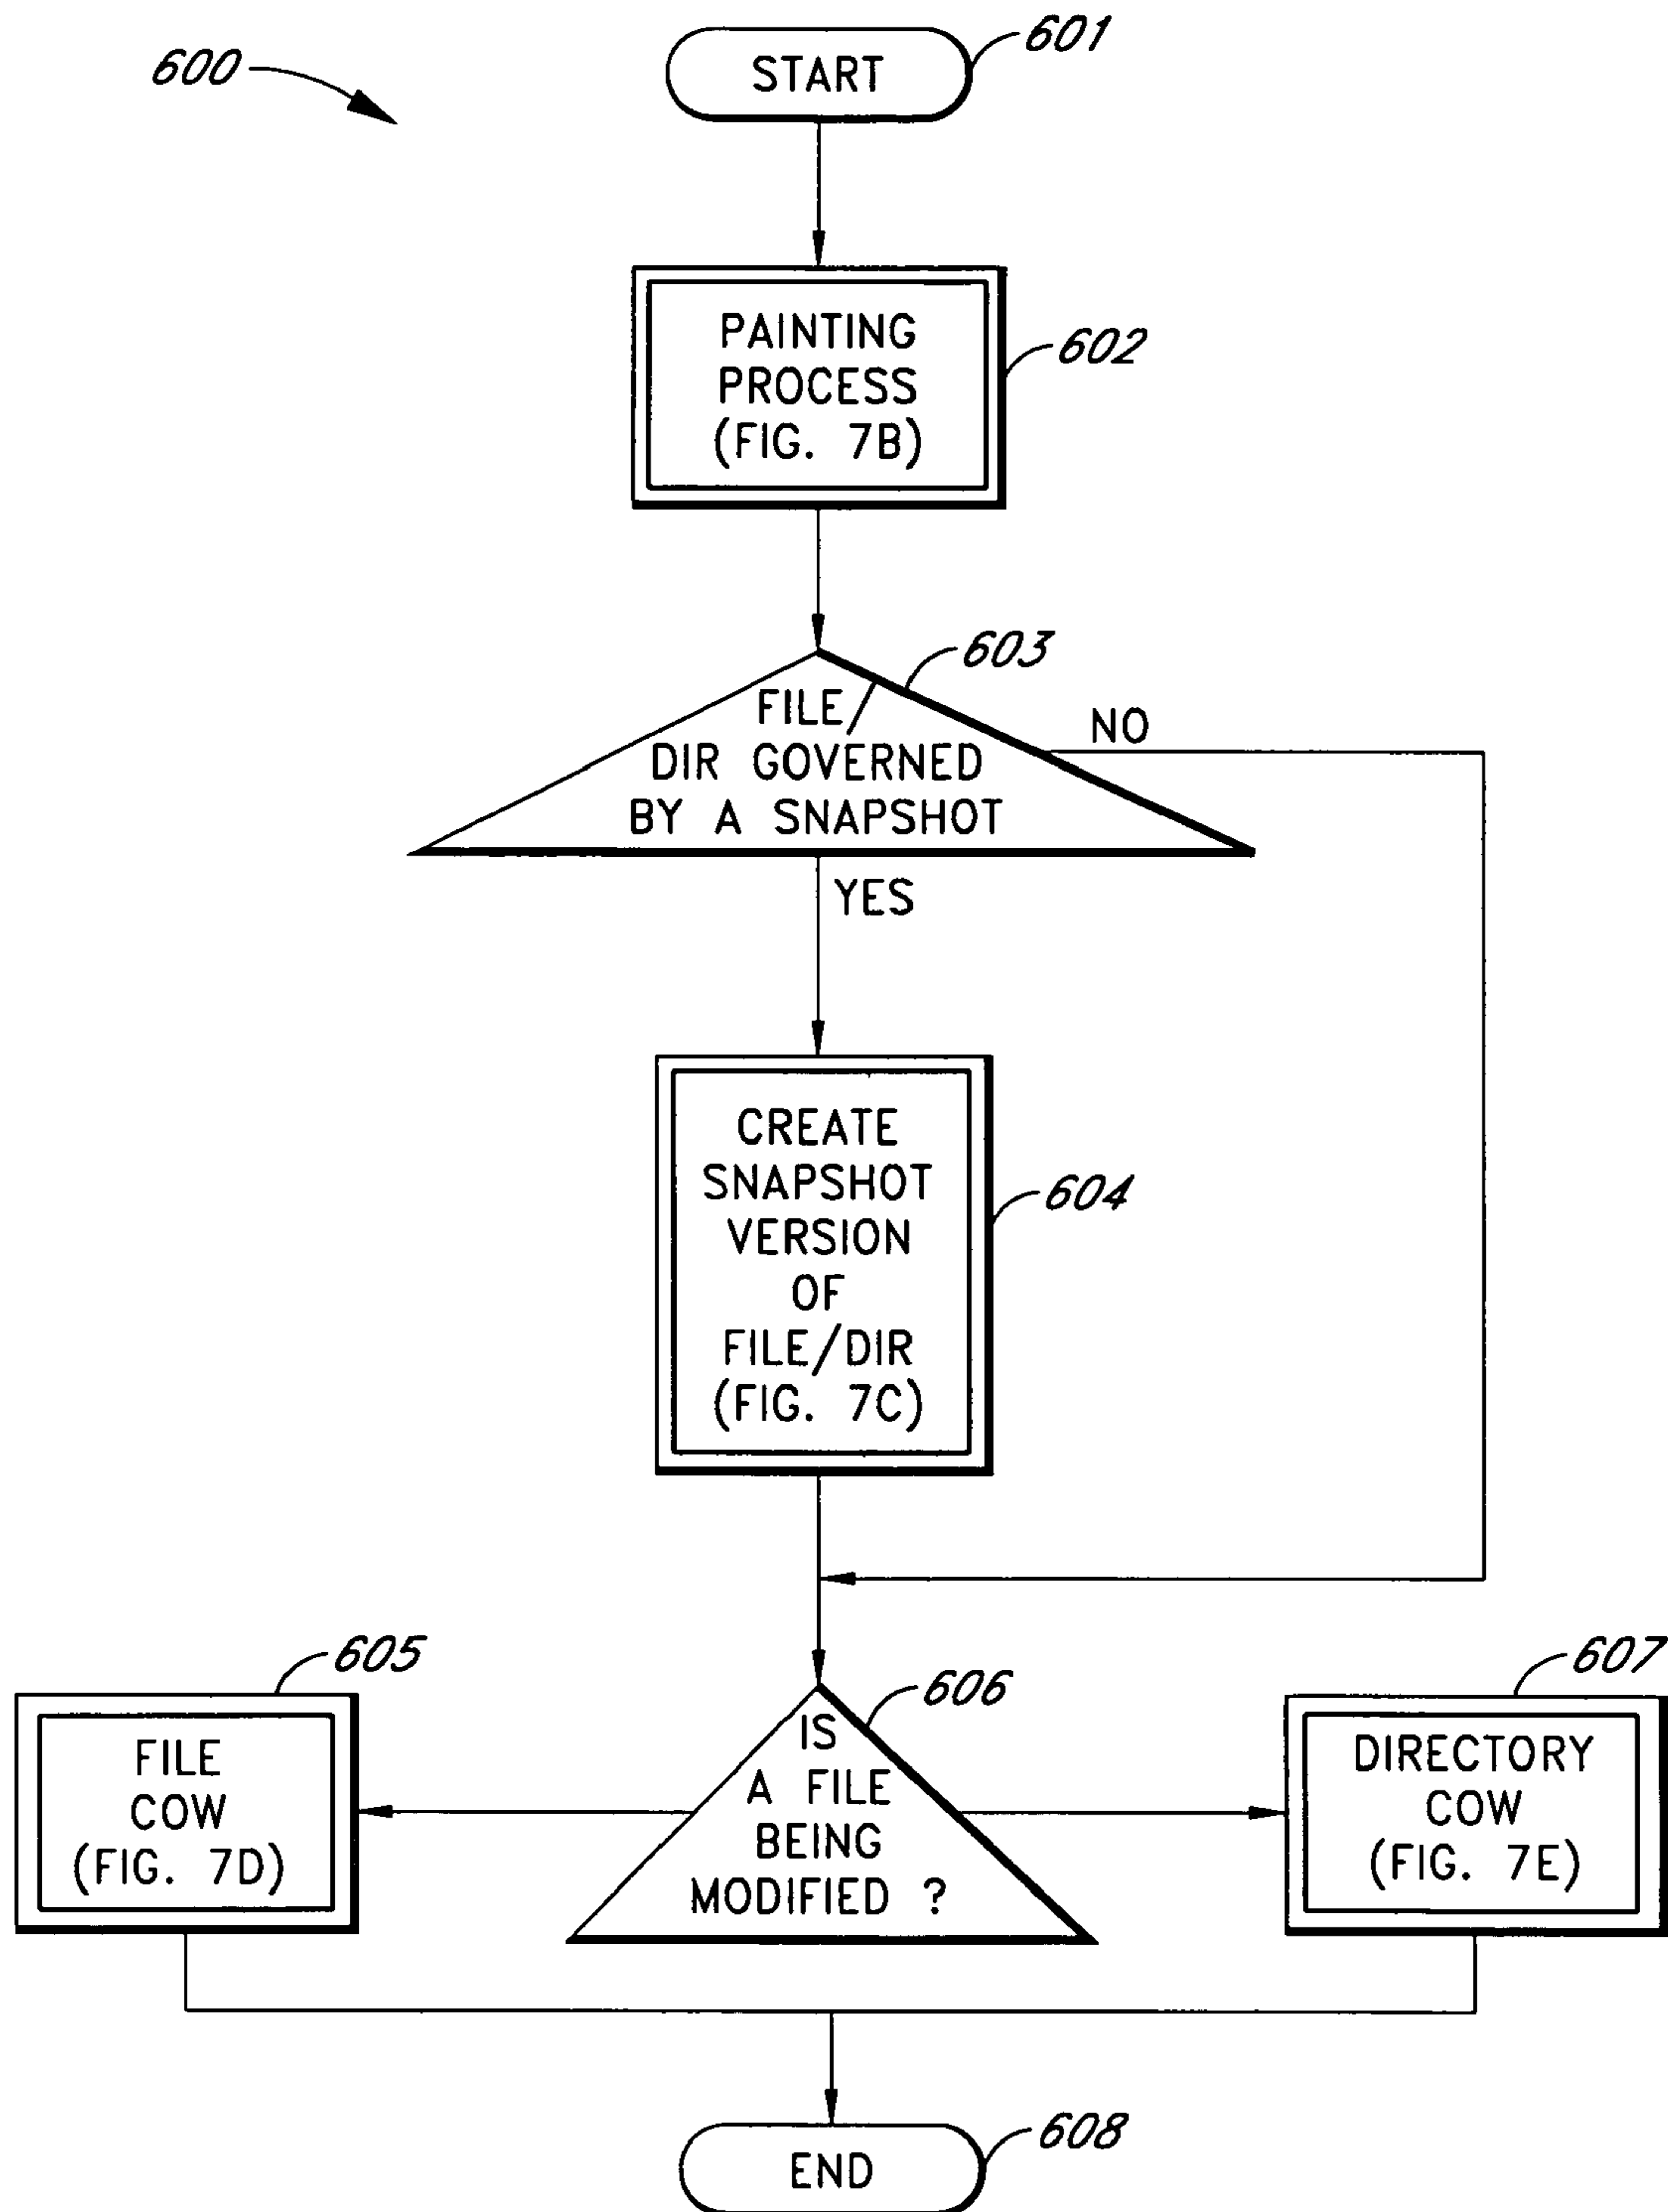 600
START
601
PAINTING
PROCESS
(FIG. 7B)
602
603
FILE/
DIR GOVERNED
BY A SNAPSHOT
NO
YES
CREATE
SNAPSHOT
VERSION
OF
FILE/DIR
(FIG. 7C)
604
605
FILE
COW
(FIG. 7D)
606
IS
A FILE
BEING
MODIFIED ?
607
DIRECTORY
COW
(FIG. 7E)
END
608